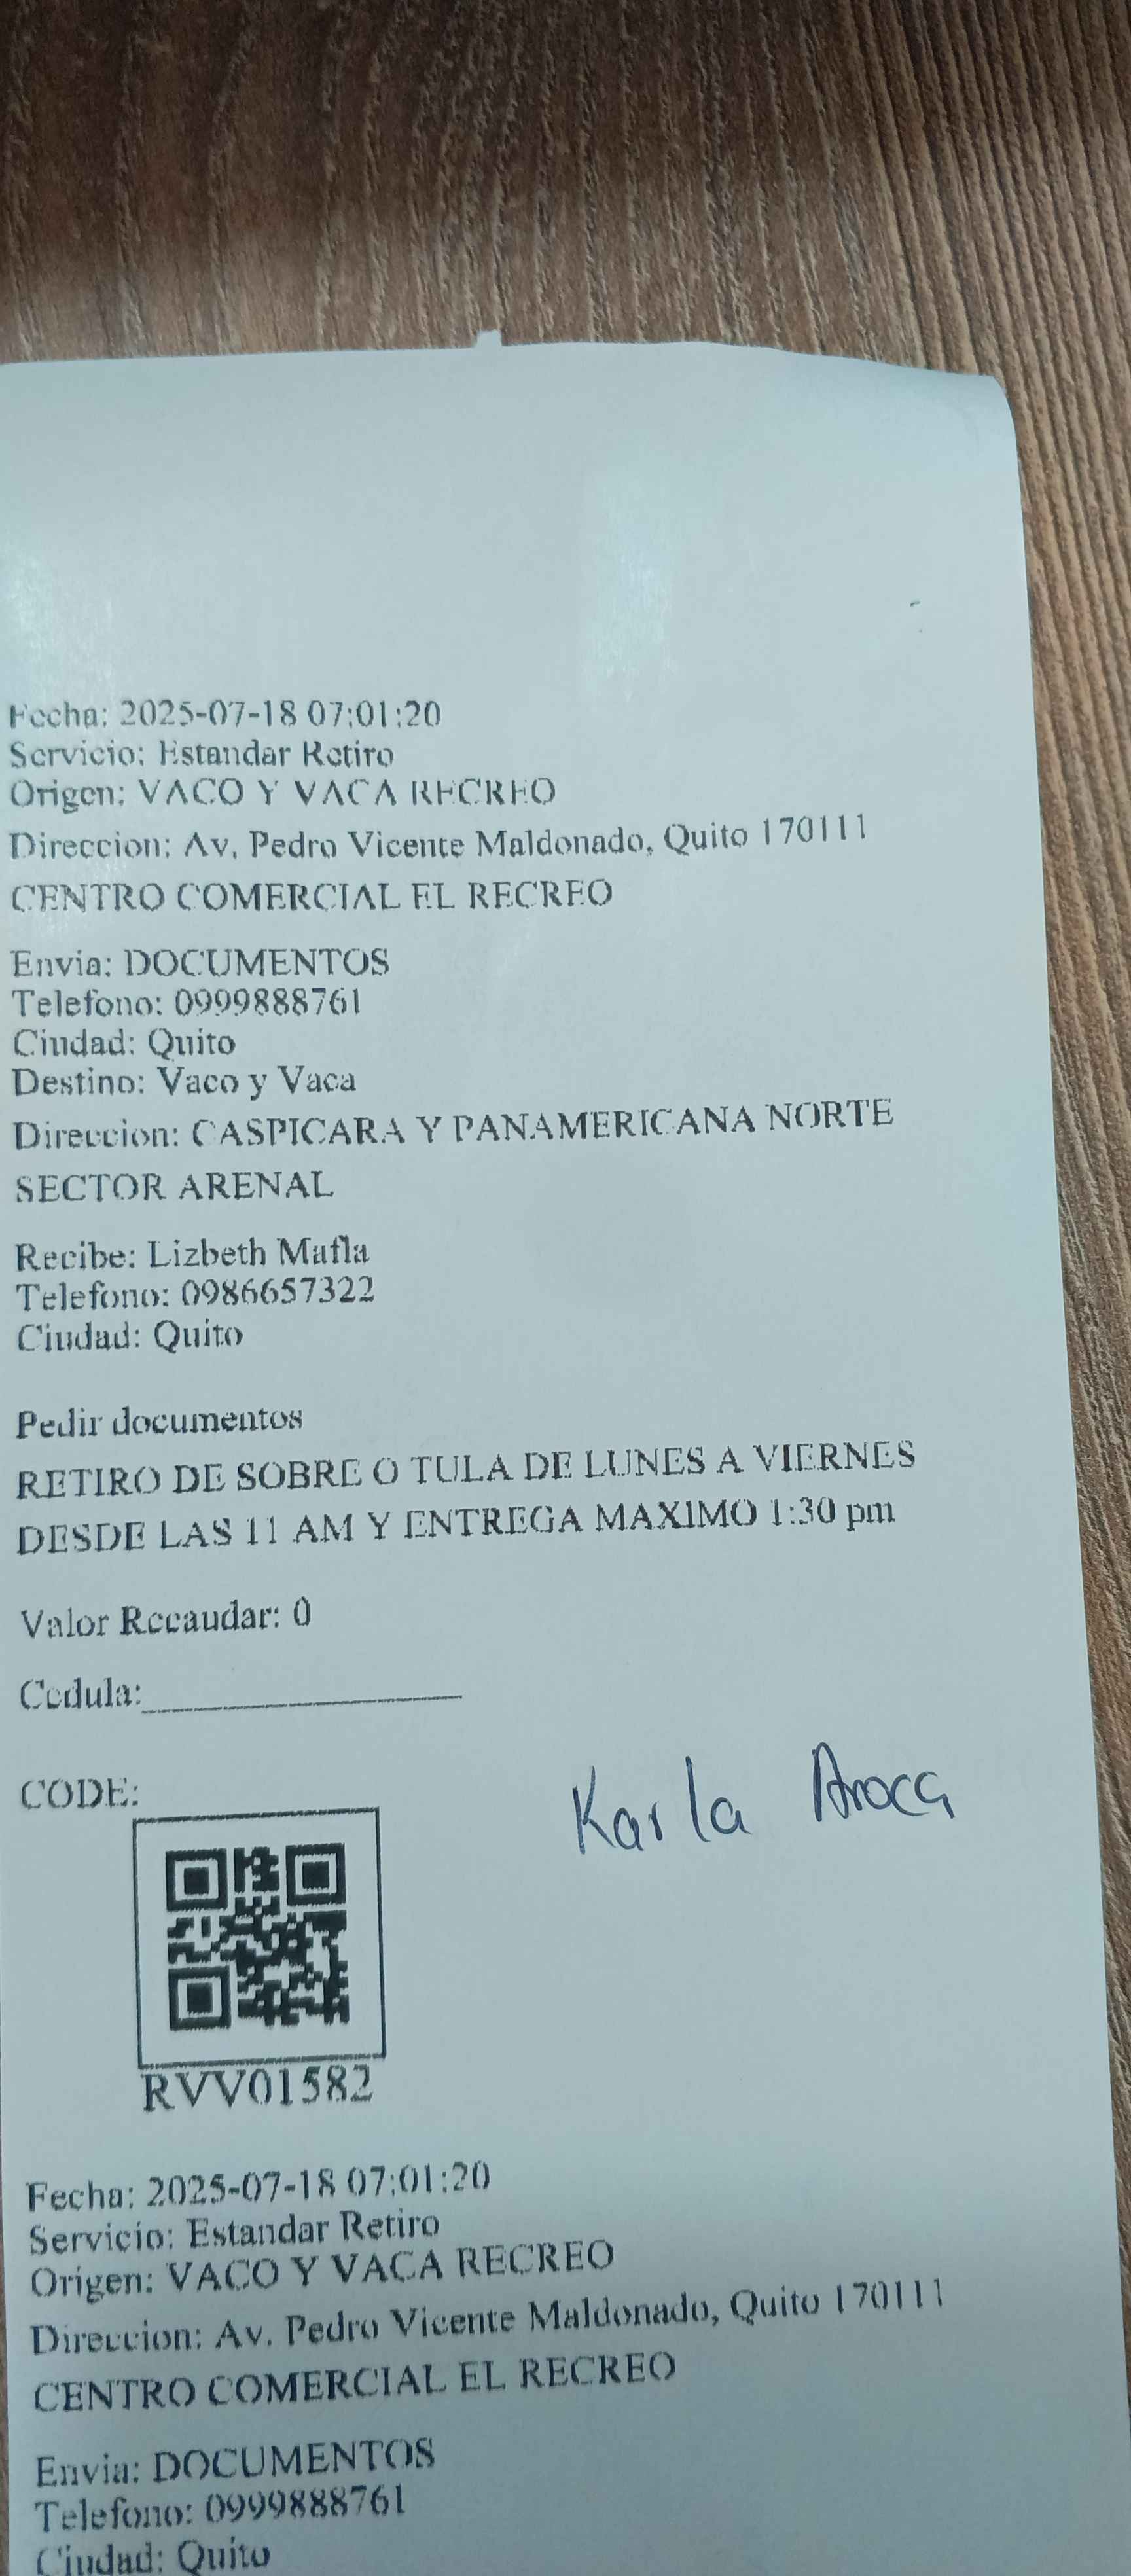 Fecha: 2025-07-18 07:01:20
Servicio: Estandar Retiro
Origen: VACO Y VACA RECREO
Direccion: Av. Pedro Vicente Maldonado, Quito 170111
CENTRO COMERCIAL EL RECREO
Envia: DOCUMENTOS
Telefono: 0999888761
Ciudad: Quito
Destino: Vaco y Vaca
Direccion: CASPICARA Y PANAMERICANA NORTE
SECTOR ARENAL
Recibe: Lizbeth Mafla
Telefono: 0986657322
Ciudad: Quito
Pedir documentos
RETIRO DE SOBRE O TULA DE LUNES A VIERNES
DESDE LAS 11 AM Y ENTREGA MAXIMO 1:30 pm
Valor Recaudar: 0
Cedula:
CODE:
Karla Aroca
RVV01582
Fecha: 2025-07-18 07:01:20
Servicio: Estandar Retiro
Origen: VACO Y VACA RECREO
Direccion: Av. Pedro Vicente Maldonado, Quito 170111
CENTRO COMERCIAL EL RECREO
Envia: DOCUMENTOS
Telefono: 0999888761
Ciudad: Quito